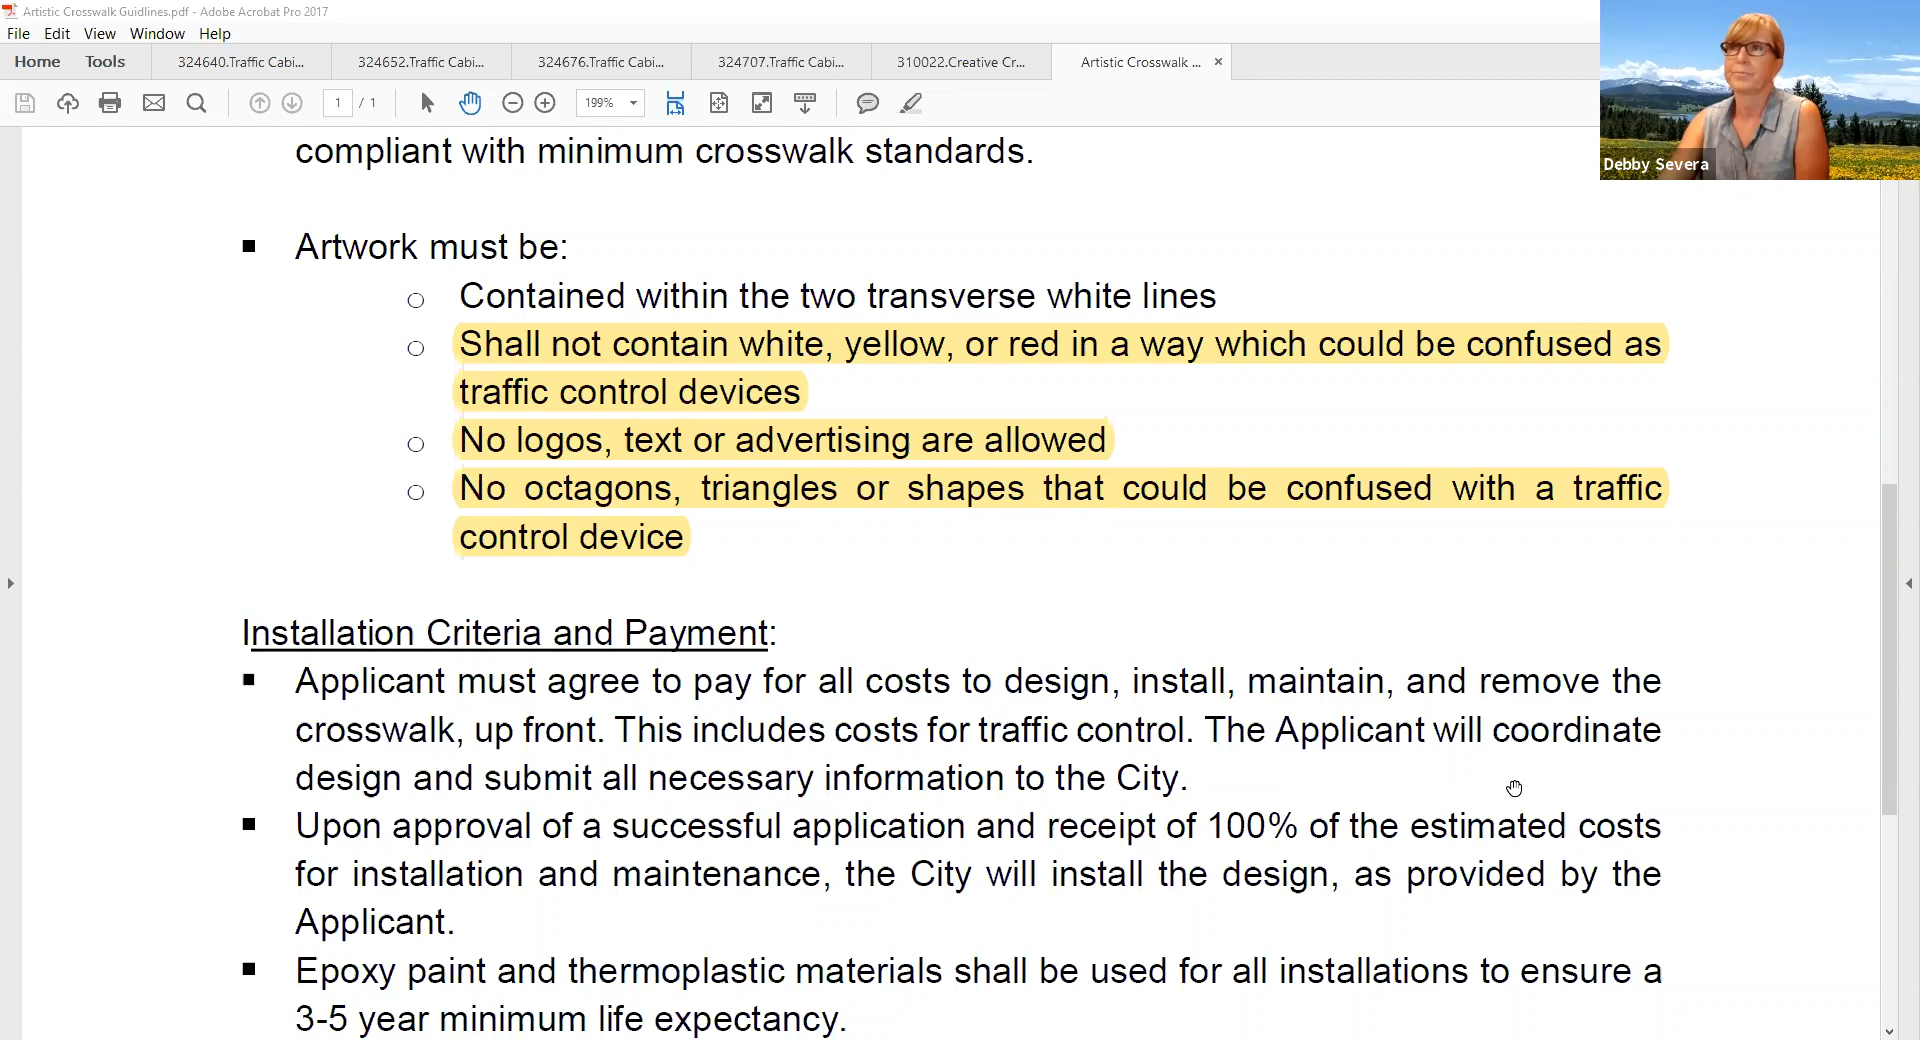 Artistic Crosswalk Guidlines.pdf - Adobe Acrobat Pro 2017
File Edit View Window Help
Home Tools 324640.Traffic Cabi... 324652.Traffic Cabi... 324676.Traffic Cabi... 324707.Traffic Cabi... 310022.Creative Cr... Artistic Crosswalk ... ×
1 / 1 199%
Debby Severa
compliant with minimum crosswalk standards.
▪ Artwork must be:
o Contained within the two transverse white lines
o Shall not contain white, yellow, or red in a way which could be confused as
traffic control devices
o No logos, text or advertising are allowed
o No octagons, triangles or shapes that could be confused with a traffic
control device
Installation Criteria and Payment:
▪ Applicant must agree to pay for all costs to design, install, maintain, and remove the
crosswalk, up front. This includes costs for traffic control. The Applicant will coordinate
design and submit all necessary information to the City.
▪ Upon approval of a successful application and receipt of 100% of the estimated costs
for installation and maintenance, the City will install the design, as provided by the
Applicant.
▪ Epoxy paint and thermoplastic materials shall be used for all installations to ensure a
3-5 year minimum life expectancy.